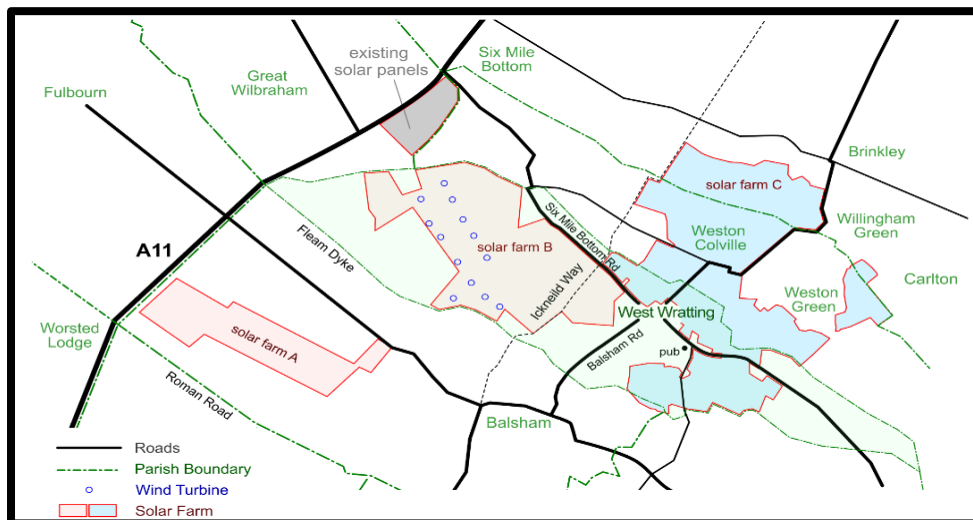 existing
solar panels
Six Mile
Bottom
Great
Wilbraham
Fulbourn
Brinkley
solar farm C
Willingham
Green
Weston
Colville
Six Mile Bottom Rd
Fleam Dyke
solar farm B
A11
Icknelld Way
Carlton
Weston
Green
West Wratting
Worsted
Lodge
solar farm A
Balsham Rd
pub
Roman Road
Balsham
Roads
Parish Boundary
Wind Turbine
Solar Farm